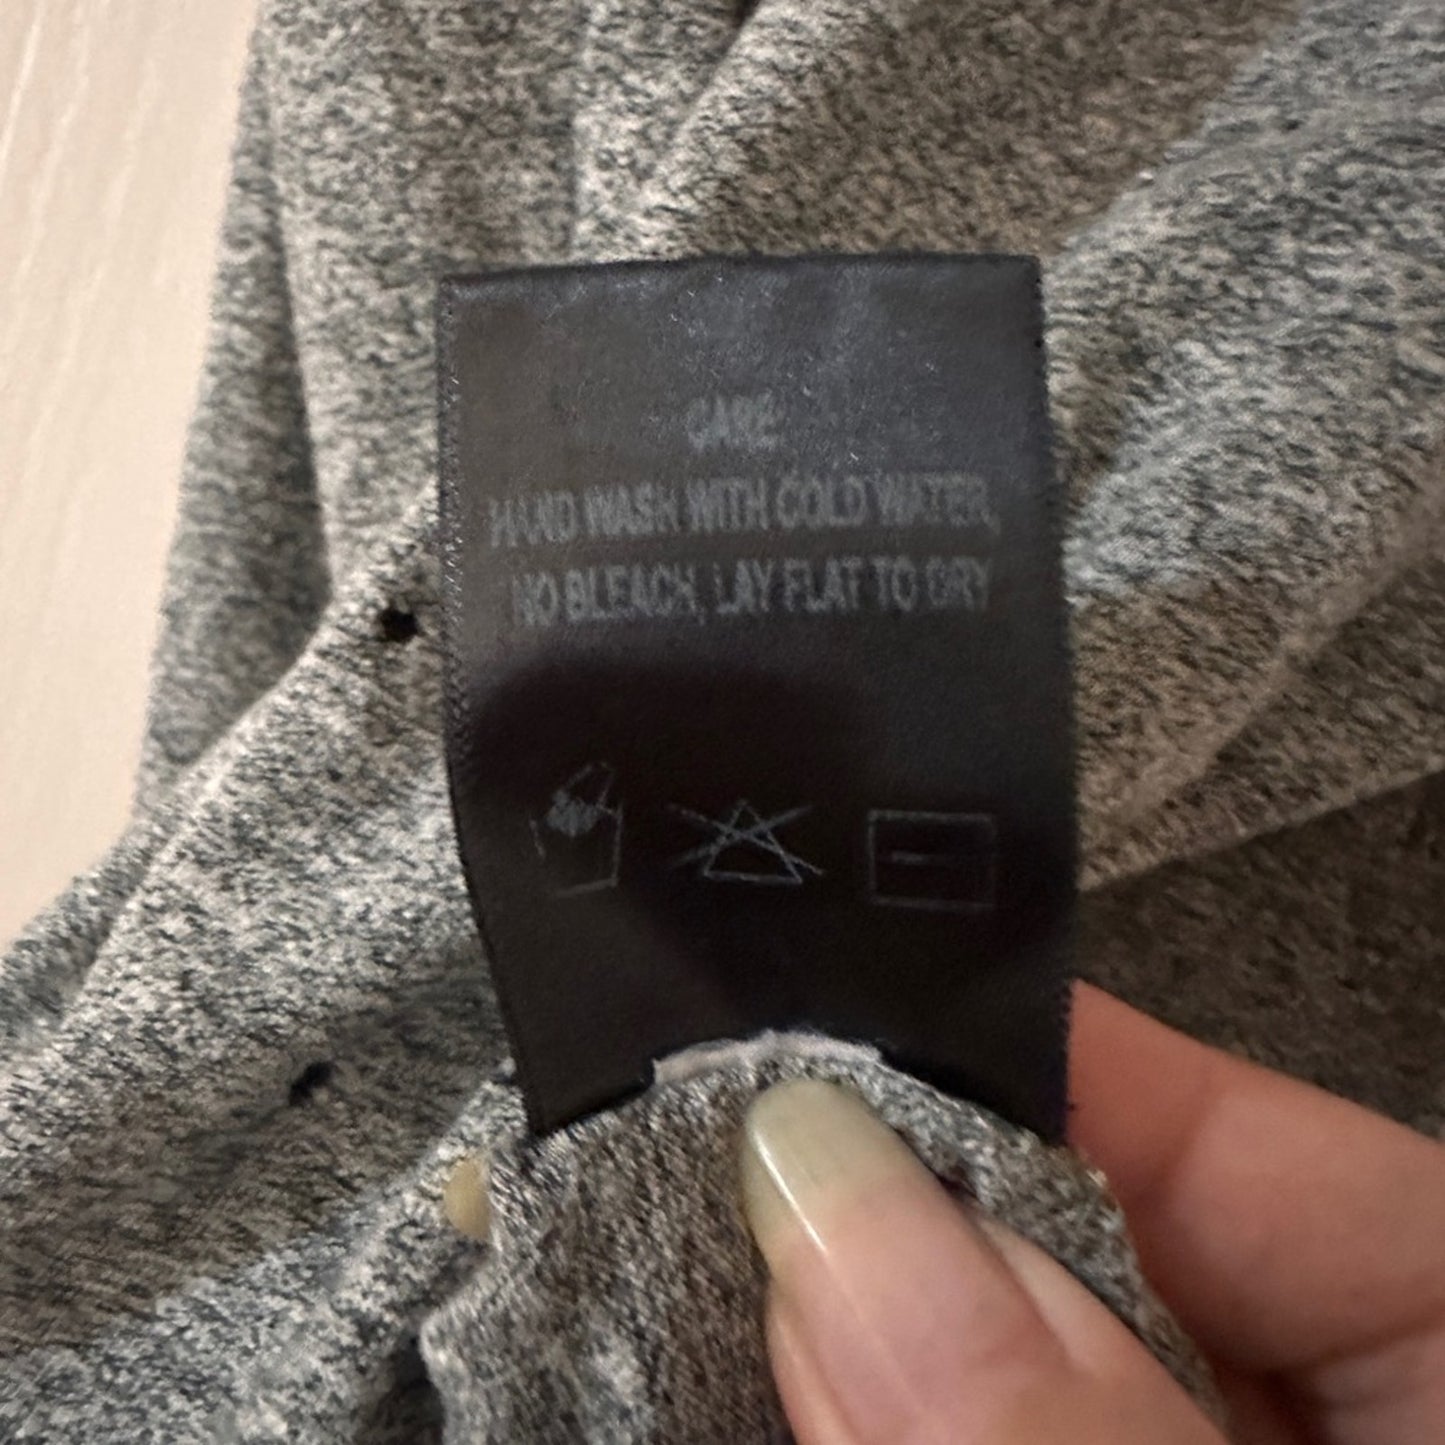 CARE:
HAND WASH WITH COLD WATER,
NO BLEACH, LAY FLAT TO DRY